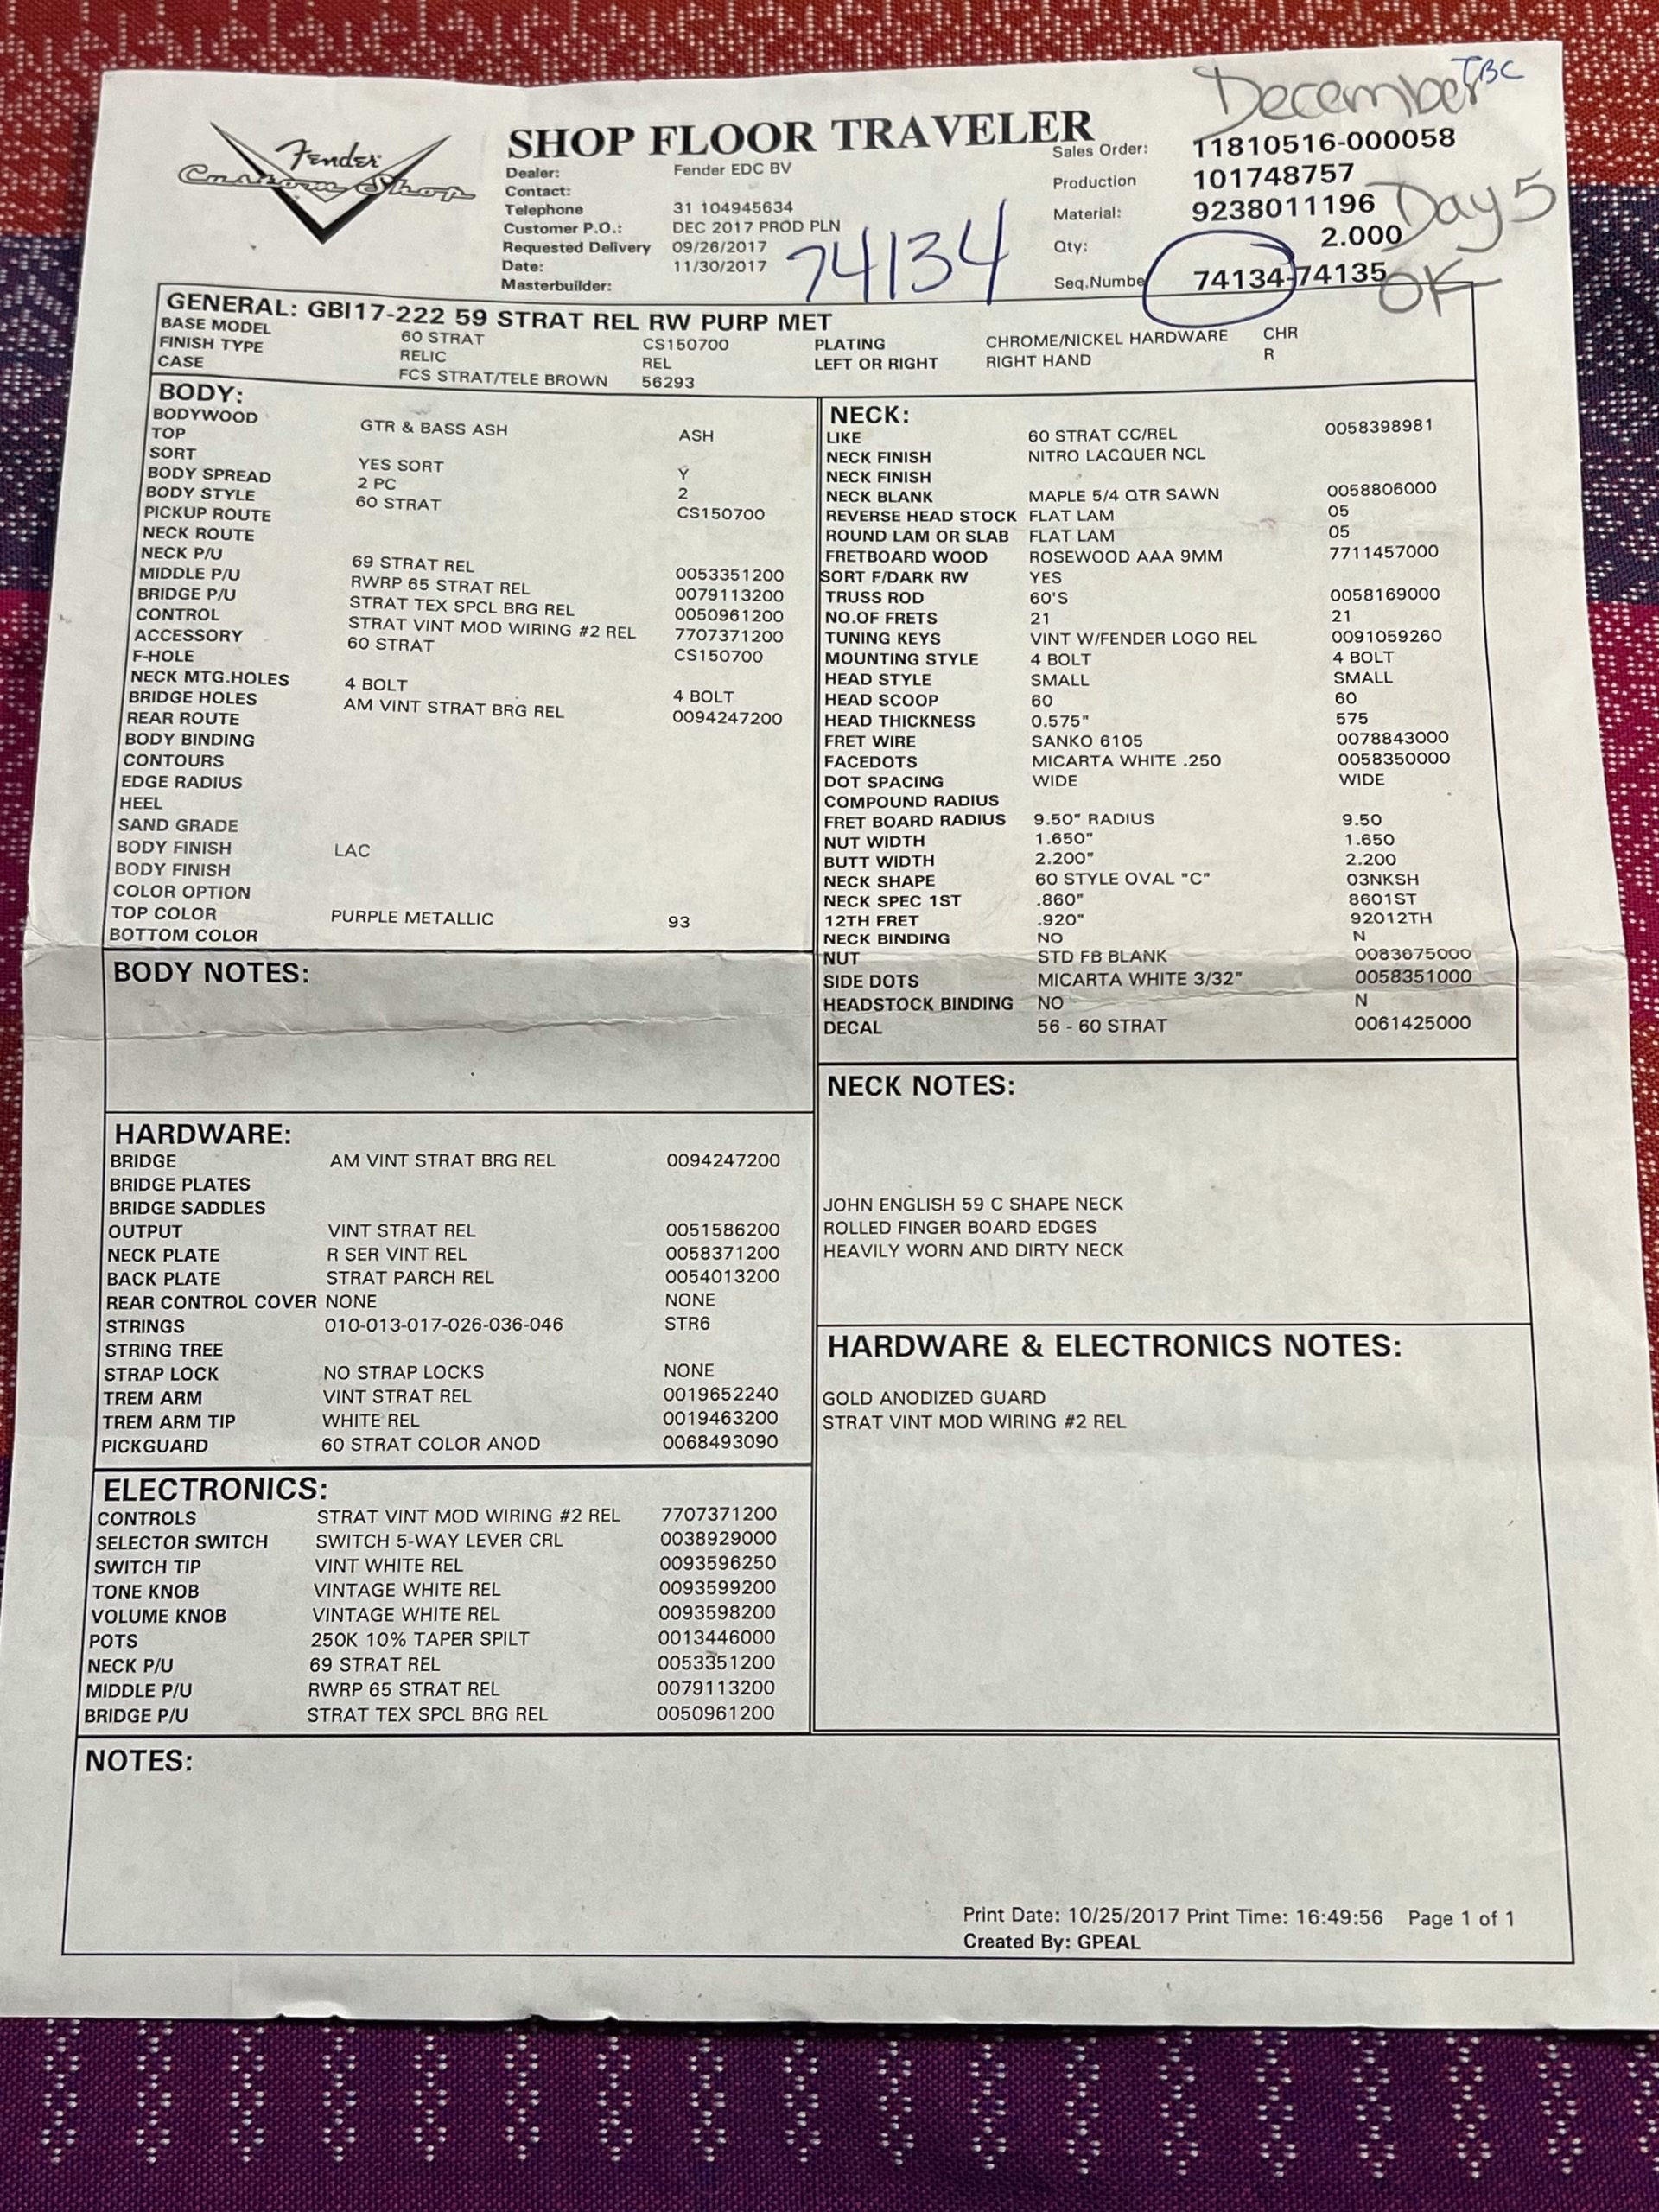 December TBC
Fender
Custom Shop
SHOP FLOOR TRAVELER
Dealer: Fender EDC BV
Contact:
Telephone 31 104945634
Customer P.O.: DEC 2017 PROD PLN
Requested Delivery 09/26/2017
Date: 11/30/2017
Masterbuilder:
74134
Sales Order: 11810516-000058
Production 101748757
Material: 9238011196
Day 5
Qty: 2.000
Seq.Numbe 74134-74135
OK
GENERAL: GBI17-222 59 STRAT REL RW PURP MET
BASE MODEL 60 STRAT CS150700 PLATING CHROME/NICKEL HARDWARE CHR
FINISH TYPE RELIC REL LEFT OR RIGHT RIGHT HAND R
CASE FCS STRAT/TELE BROWN 56293
BODY:
BODYWOOD GTR & BASS ASH ASH
TOP
SORT YES SORT Y
BODY SPREAD 2 PC 2
BODY STYLE 60 STRAT CS150700
PICKUP ROUTE
NECK ROUTE
NECK P/U 69 STRAT REL 0053351200
MIDDLE P/U RWRP 65 STRAT REL 0079113200
BRIDGE P/U STRAT TEX SPCL BRG REL 0050961200
CONTROL STRAT VINT MOD WIRING #2 REL 7707371200
ACCESSORY 60 STRAT CS150700
F-HOLE
NECK MTG.HOLES 4 BOLT 4 BOLT
BRIDGE HOLES AM VINT STRAT BRG REL 0094247200
REAR ROUTE
BODY BINDING
CONTOURS
EDGE RADIUS
HEEL
SAND GRADE
BODY FINISH LAC
BODY FINISH
COLOR OPTION
TOP COLOR PURPLE METALLIC 93
BOTTOM COLOR
BODY NOTES:
HARDWARE:
BRIDGE AM VINT STRAT BRG REL 0094247200
BRIDGE PLATES
BRIDGE SADDLES
OUTPUT VINT STRAT REL 0051586200
NECK PLATE R SER VINT REL 0058371200
BACK PLATE STRAT PARCH REL 0054013200
REAR CONTROL COVER NONE NONE
STRINGS 010-013-017-026-036-046 STR6
STRING TREE
STRAP LOCK NO STRAP LOCKS NONE
TREM ARM VINT STRAT REL 0019652240
TREM ARM TIP WHITE REL 0019463200
PICKGUARD 60 STRAT COLOR ANOD 0068493090
ELECTRONICS:
CONTROLS STRAT VINT MOD WIRING #2 REL 7707371200
SELECTOR SWITCH SWITCH 5-WAY LEVER CRL 0038929000
SWITCH TIP VINT WHITE REL 0093596250
TONE KNOB VINTAGE WHITE REL 0093599200
VOLUME KNOB VINTAGE WHITE REL 0093598200
POTS 250K 10% TAPER SPILT 0013446000
NECK P/U 69 STRAT REL 0053351200
MIDDLE P/U RWRP 65 STRAT REL 0079113200
BRIDGE P/U STRAT TEX SPCL BRG REL 0050961200
NECK:
LIKE 60 STRAT CC/REL 0058398981
NECK FINISH NITRO LACQUER NCL
NECK FINISH
NECK BLANK MAPLE 5/4 QTR SAWN 0058806000
REVERSE HEAD STOCK FLAT LAM 05
ROUND LAM OR SLAB FLAT LAM 05
FRETBOARD WOOD ROSEWOOD AAA 9MM 7711457000
SORT F/DARK RW YES
TRUSS ROD 60'S 0058169000
NO.OF FRETS 21 21
TUNING KEYS VINT W/FENDER LOGO REL 0091059260
MOUNTING STYLE 4 BOLT 4 BOLT
HEAD STYLE SMALL SMALL
HEAD SCOOP 60 60
HEAD THICKNESS 0.575" 575
FRET WIRE SANKO 6105 0078843000
FACEDOTS MICARTA WHITE .250 0058350000
DOT SPACING WIDE WIDE
COMPOUND RADIUS
FRET BOARD RADIUS 9.50" RADIUS 9.50
NUT WIDTH 1.650" 1.650
BUTT WIDTH 2.200" 2.200
NECK SHAPE 60 STYLE OVAL "C" 03NKSH
NECK SPEC 1ST .860" 8601ST
12TH FRET .920" 92012TH
NECK BINDING NO N
NUT STD FB BLANK 0083675000
SIDE DOTS MICARTA WHITE 3/32" 0058351000
HEADSTOCK BINDING NO N
DECAL 56 - 60 STRAT 0061425000
NECK NOTES:
JOHN ENGLISH 59 C SHAPE NECK
ROLLED FINGER BOARD EDGES
HEAVILY WORN AND DIRTY NECK
HARDWARE & ELECTRONICS NOTES:
GOLD ANODIZED GUARD
STRAT VINT MOD WIRING #2 REL
NOTES:
Print Date: 10/25/2017 Print Time: 16:49:56 Page 1 of 1
Created By: GPEAL